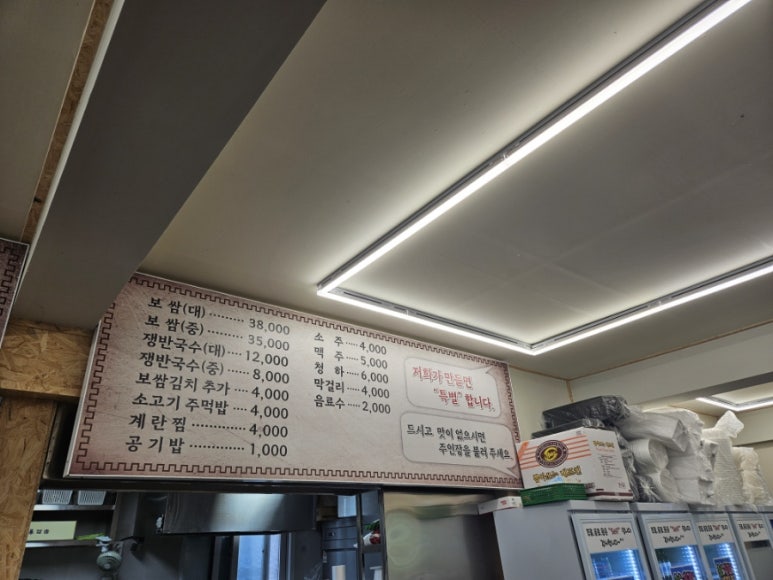 보 쌈(대) ········· 38,000
보 쌈(중) ········· 35,000
쟁반국수(대) ···· 12,000
쟁반국수(중) ······ 8,000
보쌈김치 추가 ···· 4,000
소고기 주먹밥 ···· 4,000
계 란 찜 ············ 4,000
공 기 밥 ············· 1,000
소 주 ···· 4,000
맥 주 ···· 5,000
청 하 ···· 6,000
막걸리 ···· 4,000
음료수 ··· 2,000
저희가 만들면
"특별" 합니다.
드시고 맛이 없으시면
주인장을 불러 주세요.